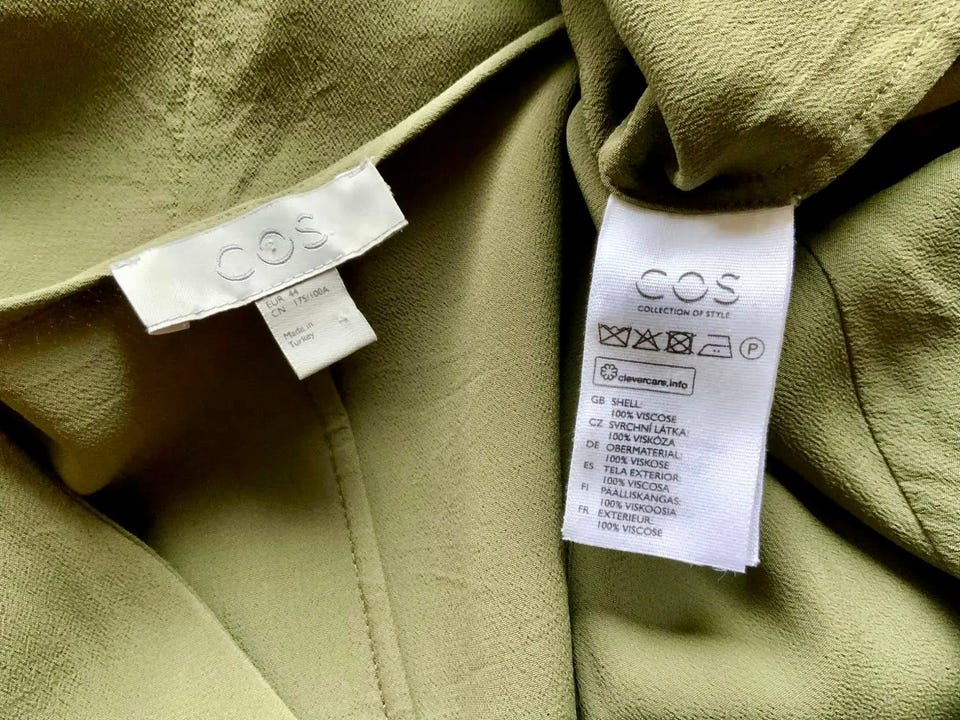 COS
EUR 44
CN 175/100A
Made in
Turkey
COS
COLLECTION OF STYLE
P
clevercare.info
GB SHELL:
100% VISCOSE
CZ SVRCHNÍ LÁTKA:
100% VISKÓZA
DE OBERMATERIAL:
100% VISKOSE
ES TELA EXTERIOR:
100% VISCOSA
FI PÄÄLLISKANGAS:
100% VISKOOSIA
FR EXTERIEUR:
100% VISCOSE